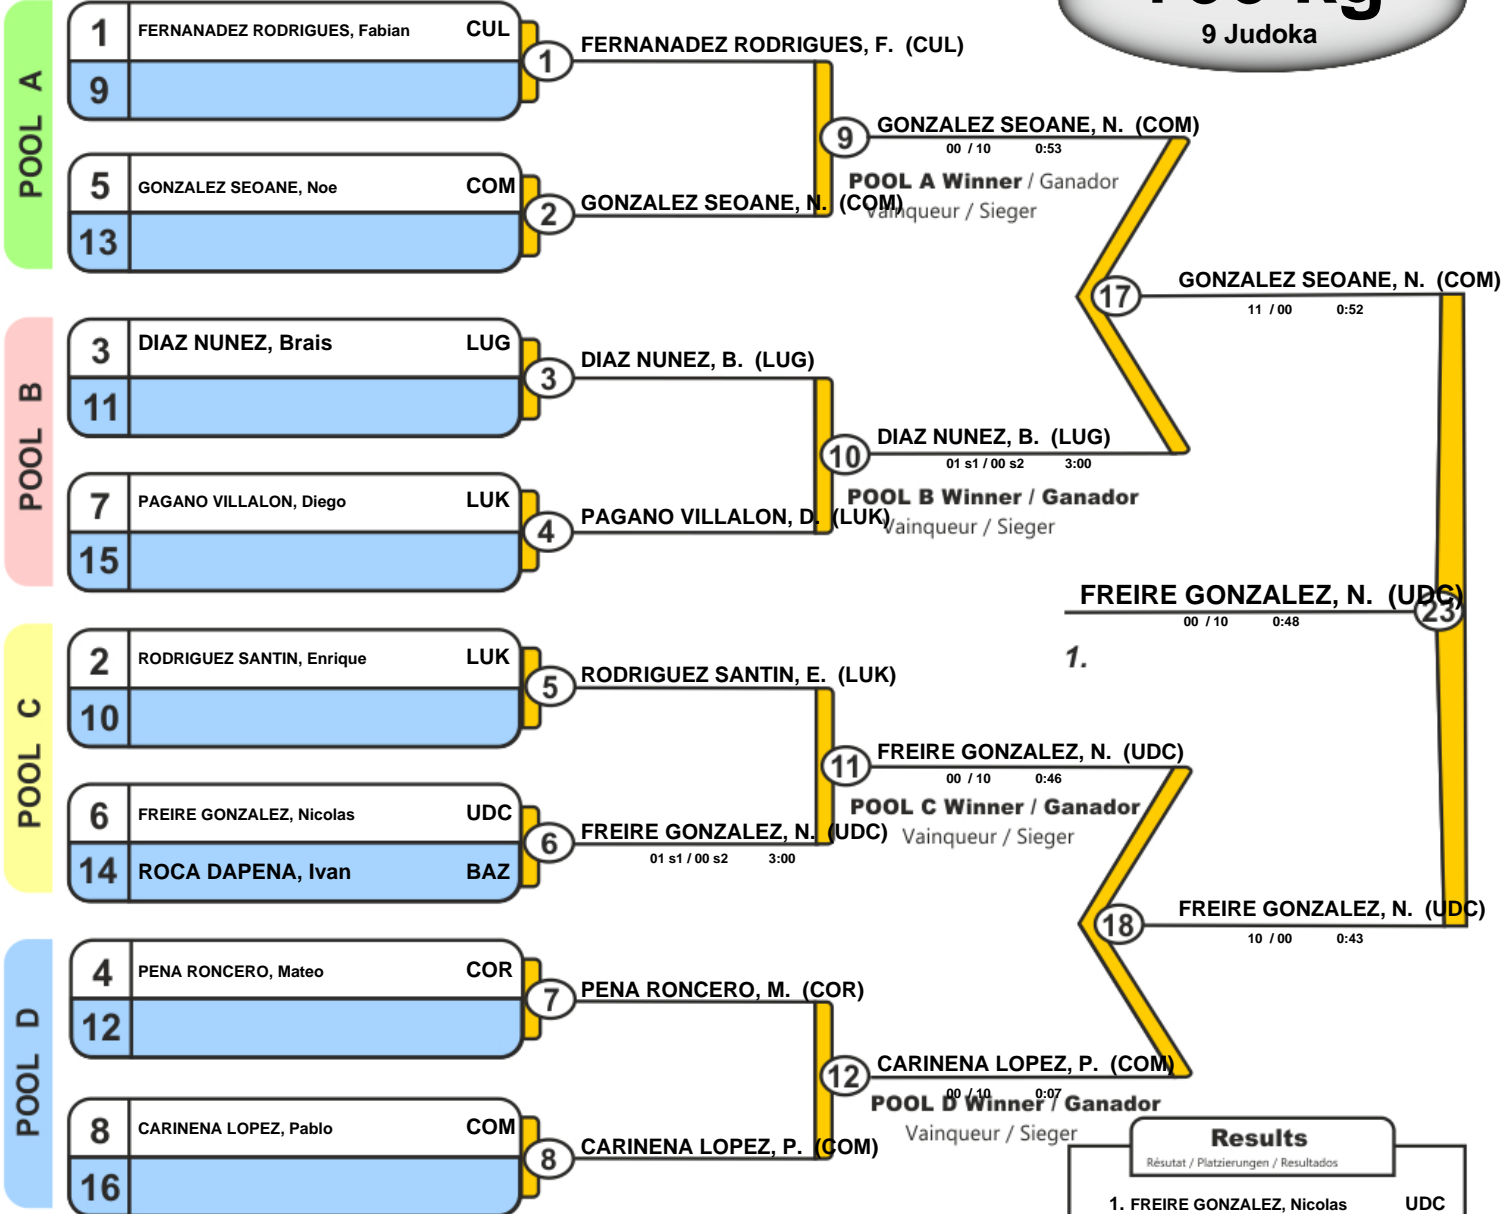 9 Judoka
POOL A
1 FERNANADEZ RODRIGUES, Fabian CUL
9
5 GONZALEZ SEOANE, Noe COM
13
1 FERNANADEZ RODRIGUES, F. (CUL)
2 GONZALEZ SEOANE, N. (COM)
9 GONZALEZ SEOANE, N. (COM)
00 / 10 0:53
POOL A Winner / Ganador
Vainqueur / Sieger
POOL B
3 DIAZ NUNEZ, Brais LUG
11
7 PAGANO VILLALON, Diego LUK
15
3 DIAZ NUNEZ, B. (LUG)
4 PAGANO VILLALON, D. (LUK)
10 DIAZ NUNEZ, B. (LUG)
01 s1 / 00 s2 3:00
POOL B Winner / Ganador
Vainqueur / Sieger
17 GONZALEZ SEOANE, N. (COM)
11 / 00 0:52
FREIRE GONZALEZ, N. (UDC)
23
00 / 10 0:48
1.
POOL C
2 RODRIGUEZ SANTIN, Enrique LUK
10
6 FREIRE GONZALEZ, Nicolas UDC
14 ROCA DAPENA, Ivan BAZ
5 RODRIGUEZ SANTIN, E. (LUK)
6 FREIRE GONZALEZ, N. (UDC)
01 s1 / 00 s2 3:00
11 FREIRE GONZALEZ, N. (UDC)
00 / 10 0:46
POOL C Winner / Ganador
Vainqueur / Sieger
POOL D
4 PENA RONCERO, Mateo COR
12
8 CARINENA LOPEZ, Pablo COM
16
7 PENA RONCERO, M. (COR)
8 CARINENA LOPEZ, P. (COM)
12 CARINENA LOPEZ, P. (COM)
00 / 10 0:07
POOL D Winner / Ganador
Vainqueur / Sieger
18 FREIRE GONZALEZ, N. (UDC)
10 / 00 0:43
Results
Résutat / Platzierungen / Resultados
1. FREIRE GONZALEZ, Nicolas UDC